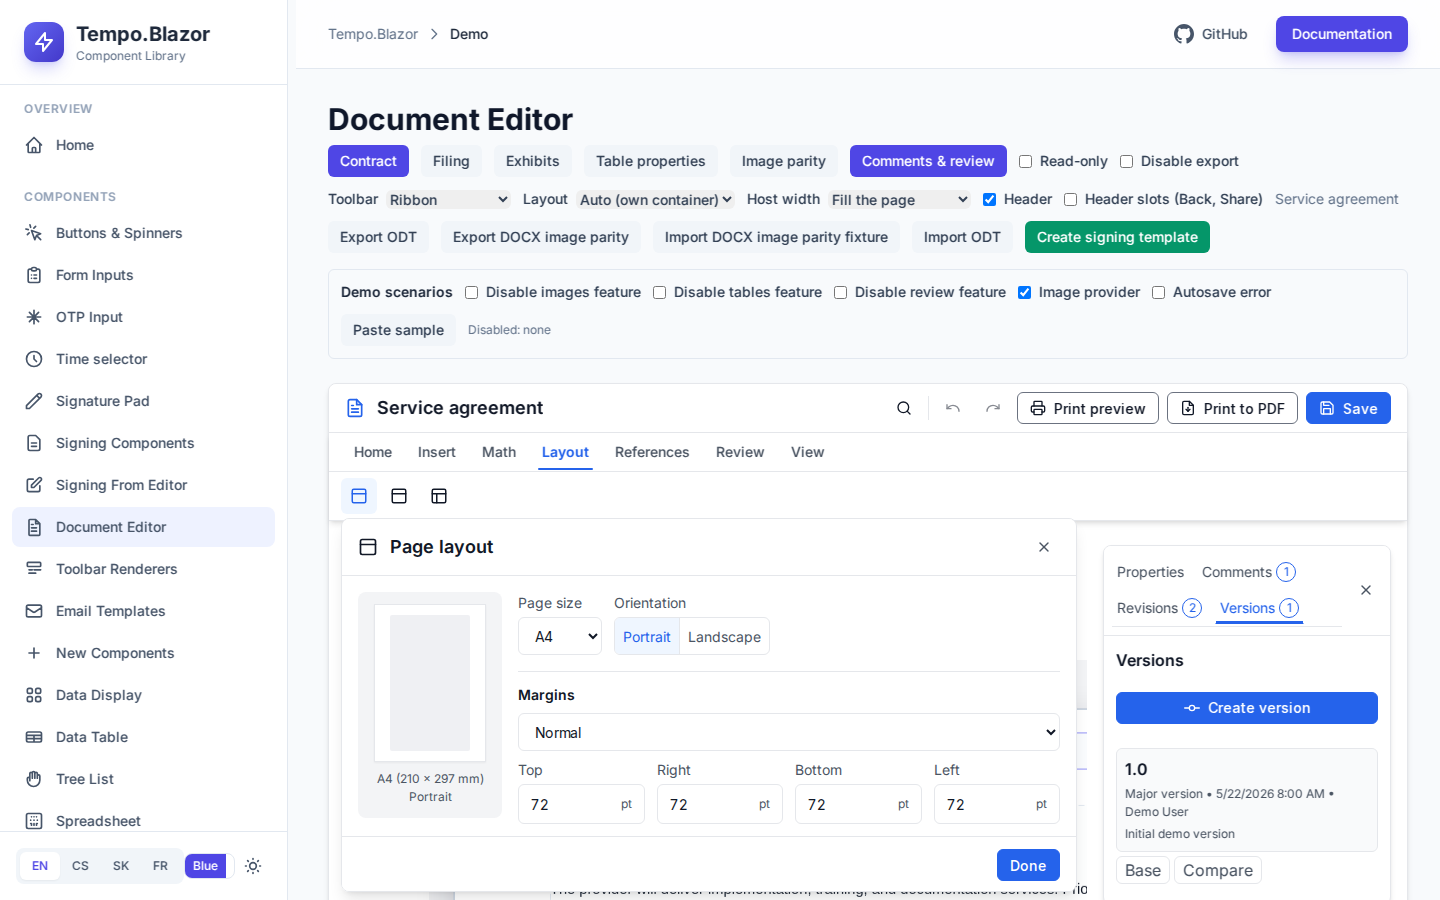 Tempo.Blazor
Component Library
OVERVIEW
Home
COMPONENTS
Buttons & Spinners
Form Inputs
OTP Input
Time selector
Signature Pad
Signing Components
Signing From Editor
Document Editor
Toolbar Renderers
Email Templates
New Components
Data Display
Data Table
Tree List
Spreadsheet
EN CS SK FR Blue
Tempo.Blazor > Demo
GitHub Documentation
Document Editor
Contract Filing Exhibits Table properties Image parity Comments & review Read-only Disable export
Toolbar Ribbon Layout Auto (own container) Host width Fill the page Header Header slots (Back, Share) Service agreement
Export ODT Export DOCX image parity Import DOCX image parity fixture Import ODT Create signing template
Demo scenarios Disable images feature Disable tables feature Disable review feature Image provider Autosave error
Paste sample Disabled: none
Service agreement Print preview Print to PDF Save
Home Insert Math Layout References Review View
Page layout
A4 (210 × 297 mm)
Portrait
Page size Orientation
A4 Portrait Landscape
Margins
Normal
Top Right Bottom Left
72 pt 72 pt 72 pt 72 pt
Done
The provider will deliver implementation, training, and documentation services.
Properties Comments 1
Revisions 2 Versions 1
Versions
Create version
1.0
Major version • 5/22/2026 8:00 AM •
Demo User
Initial demo version
Base Compare